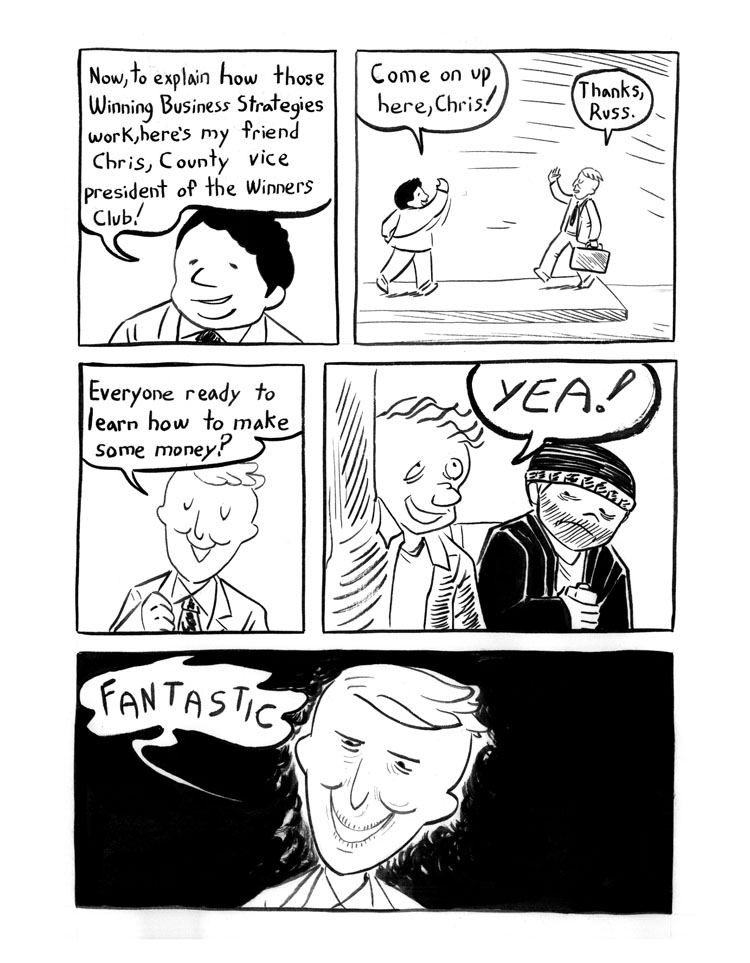 Now, to explain how those
Winning Business Strategies
work, here's my friend
Chris, County vice
president of the Winners
Club!
Come on up
here, Chris!
Thanks,
Russ.
Everyone ready to
learn how to make
some money?
YEA!
FANTASTIC